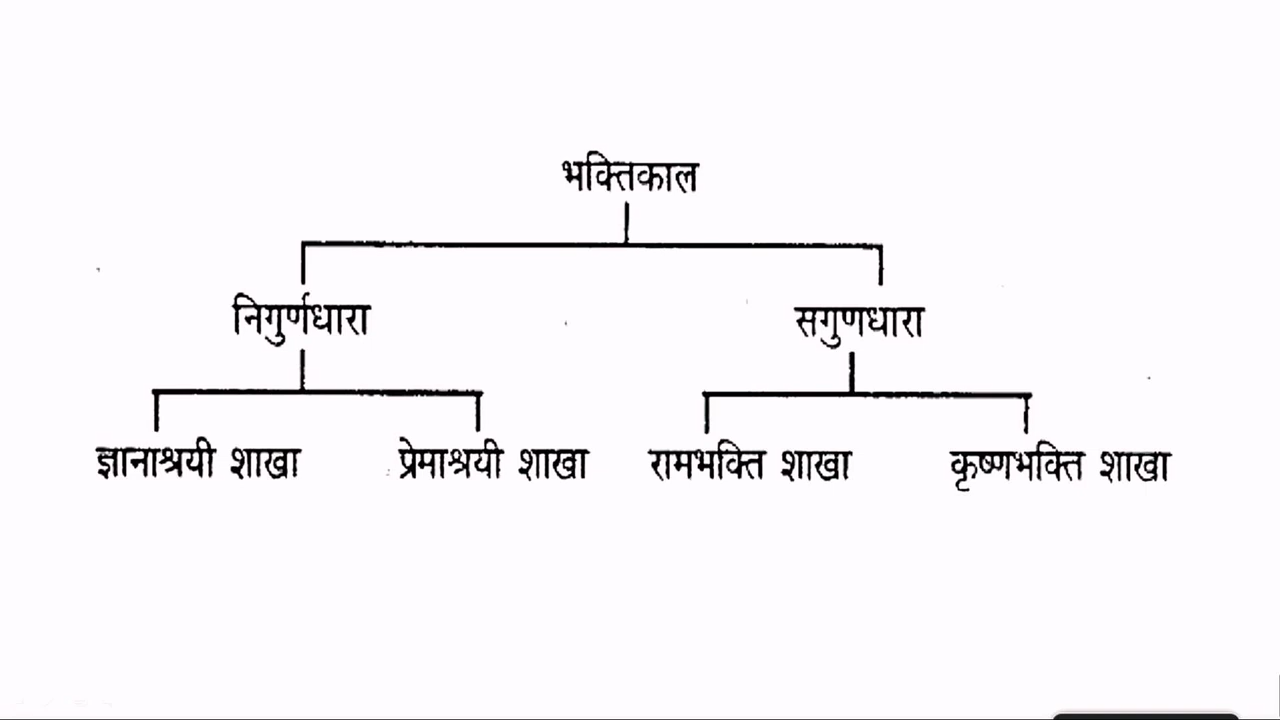 भक्तिकाल
निगुर्णधारा सगुणधारा
ज्ञानाश्रयी शाखा प्रेमाश्रयी शाखा रामभक्ति शाखा कृष्णभक्ति शाखा